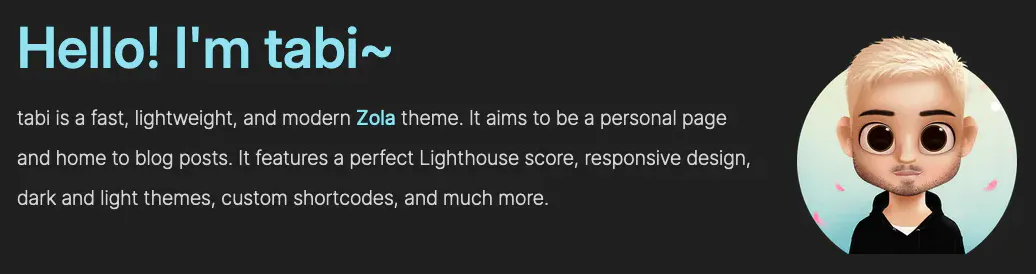 Hello! I'm tabi~
tabi is a fast, lightweight, and modern Zola theme. It aims to be a personal page
and home to blog posts. It features a perfect Lighthouse score, responsive design,
dark and light themes, custom shortcodes, and much more.